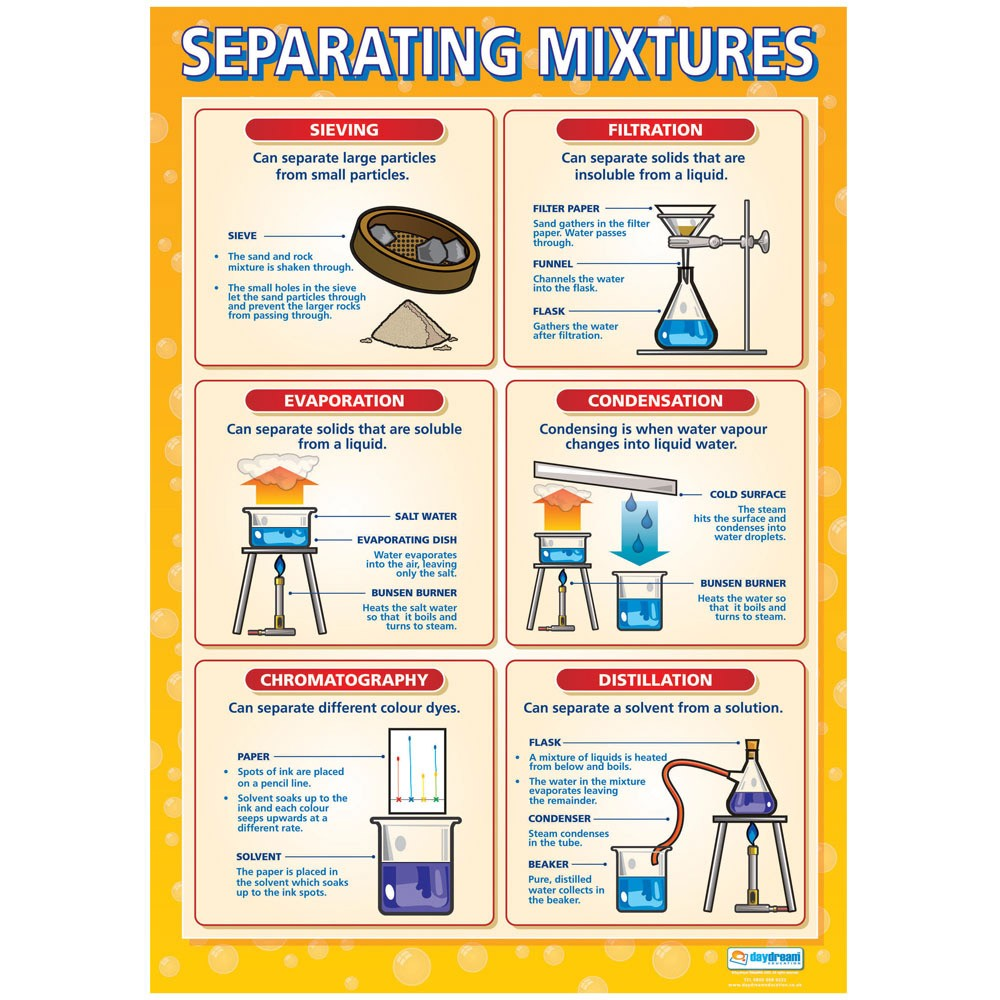 SEPARATING MIXTURES
SIEVING
Can separate large particles
from small particles.
SIEVE
• The sand and rock
mixture is shaken through.
• The small holes in the sieve
let the sand particles through
and prevent the larger rocks
from passing through.
FILTRATION
Can separate solids that are
insoluble from a liquid.
FILTER PAPER
Sand gathers in the filter
paper. Water passes
through.
FUNNEL
Channels the water
into the flask.
FLASK
Gathers the water
after filtration.
EVAPORATION
Can separate solids that are soluble
from a liquid.
SALT WATER
EVAPORATING DISH
Water evaporates
into the air, leaving
only the salt.
BUNSEN BURNER
Heats the salt water
so that it boils and
turns to steam.
CONDENSATION
Condensing is when water vapour
changes into liquid water.
COLD SURFACE
The steam
hits the surface and
condenses into
water droplets.
BUNSEN BURNER
Heats the water so
that it boils and
turns to steam.
CHROMATOGRAPHY
Can separate different colour dyes.
PAPER
• Spots of ink are placed
on a pencil line.
• Solvent soaks up to the
ink and each colour
seeps upwards at a
different rate.
SOLVENT
The paper is placed in
the solvent which soaks
up to the ink spots.
DISTILLATION
Can separate a solvent from a solution.
FLASK
• A mixture of liquids is heated
from below and boils.
• The water in the mixture
evaporates leaving
the remainder.
CONDENSER
Steam condenses
in the tube.
BEAKER
Pure, distilled
water collects in
the beaker.
daydream
EDUCATION
www.daydreameducation.co.uk